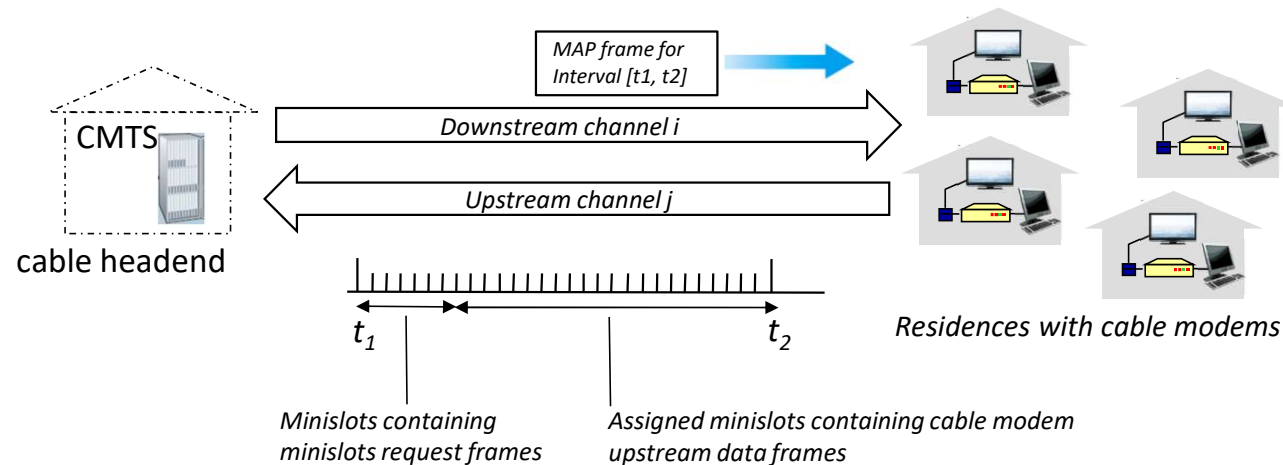 MAP frame for
Interval [t1, t2]
CMTS
Downstream channel i
Upstream channel j
cable headend
t1
t2
Residences with cable modems
Minislots containing
minislots request frames
Assigned minislots containing cable modem
upstream data frames